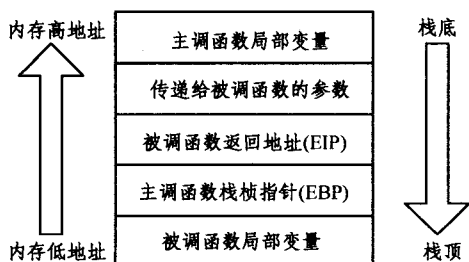 内存高地址
主调函数局部变量
栈底
传递给被调函数的参数
被调函数返回地址(EIP)
主调函数栈桢指针(EBP)
内存低地址
被调函数局部变量
栈顶